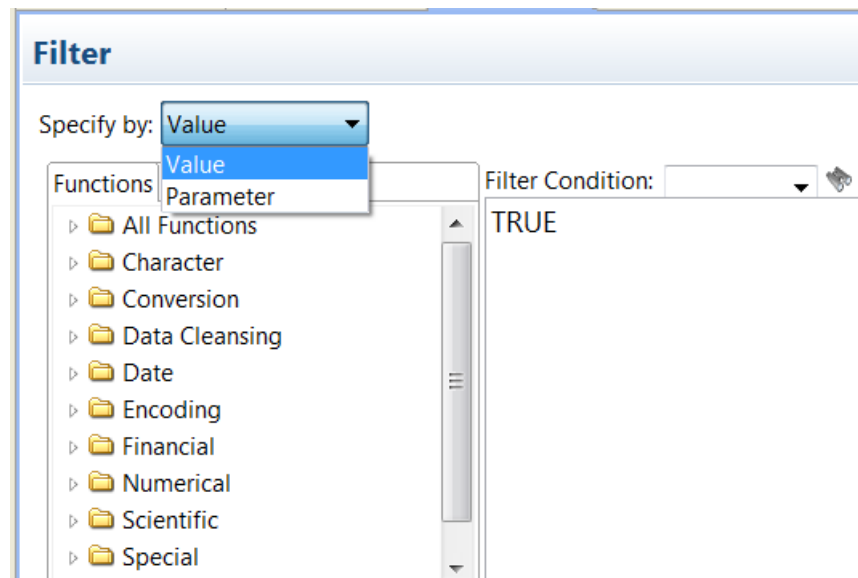 Filter
Specify by: Value
Value
Parameter
Functions
All Functions
Character
Conversion
Data Cleansing
Date
Encoding
Financial
Numerical
Scientific
Special
Filter Condition:
TRUE